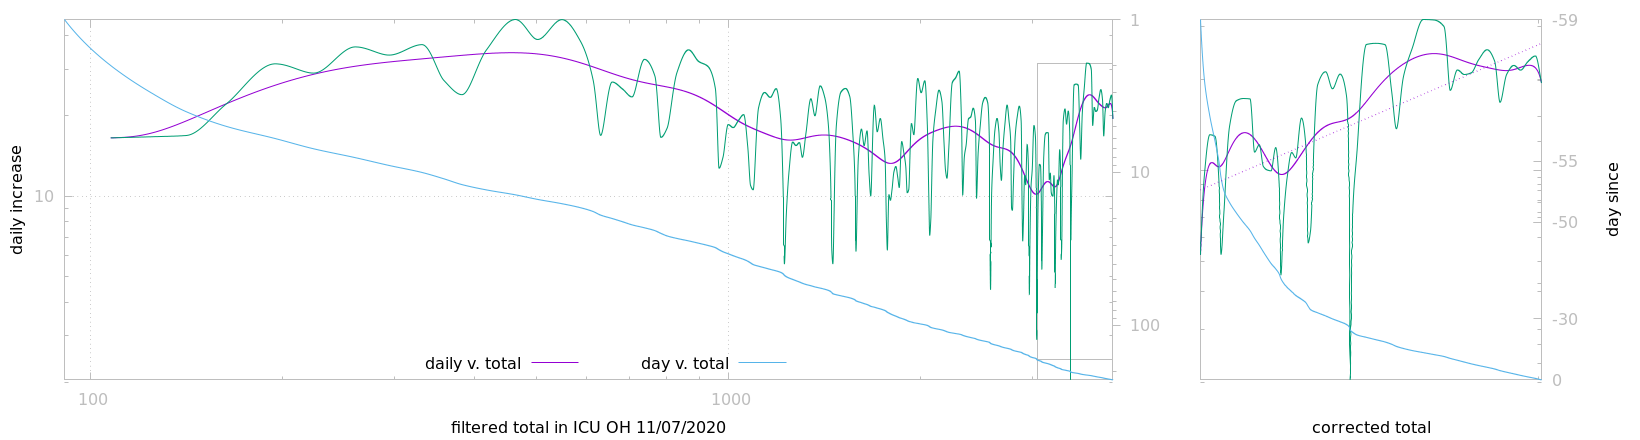 1
-59
10
-55
10
-50
daily increase
day since
100
-30
daily v. total
day v. total
0
100
1000
filtered total in ICU OH 11/07/2020
corrected total